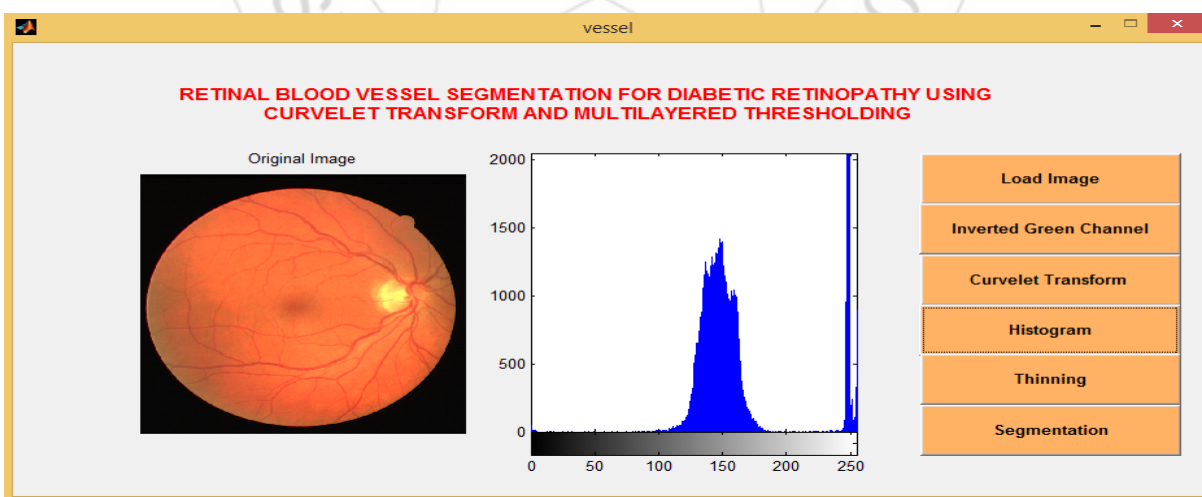 vessel
RETINAL BLOOD VESSEL SEGMENTATION FOR DIABETIC RETINOPATHY USING
CURVELET TRANSFORM AND MULTILAYERED THRESHOLDING
Original Image
2000
1500
1000
500
0
0 50 100 150 200 250
Load Image
Inverted Green Channel
Curvelet Transform
Histogram
Thinning
Segmentation